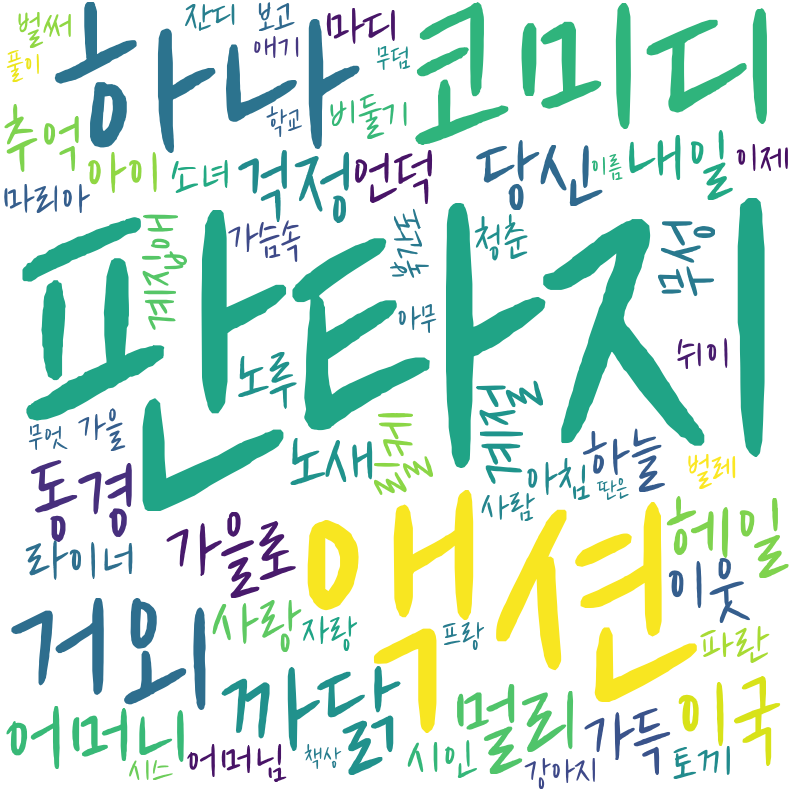 벌써 잔디 보고 마디 코미디
풀이 하나 애기 무덤
추억 학교 비둘기
마리아 아이 소녀 걱정 언덕 당신 이름 내일 이제
판타지
계집애 가슴속 청춘 무성
아무 쉬이
노루
무엇 가을 릴케 계절
동경 노새 아침 하늘 벌레
사람 딴은
라이너 가을로 액션 헤일
이웃
거외 사랑 자랑 프랑 파란
어머니 까닭 멀리 가득 이국
시스 어머님 책상 시인 강아지 토끼